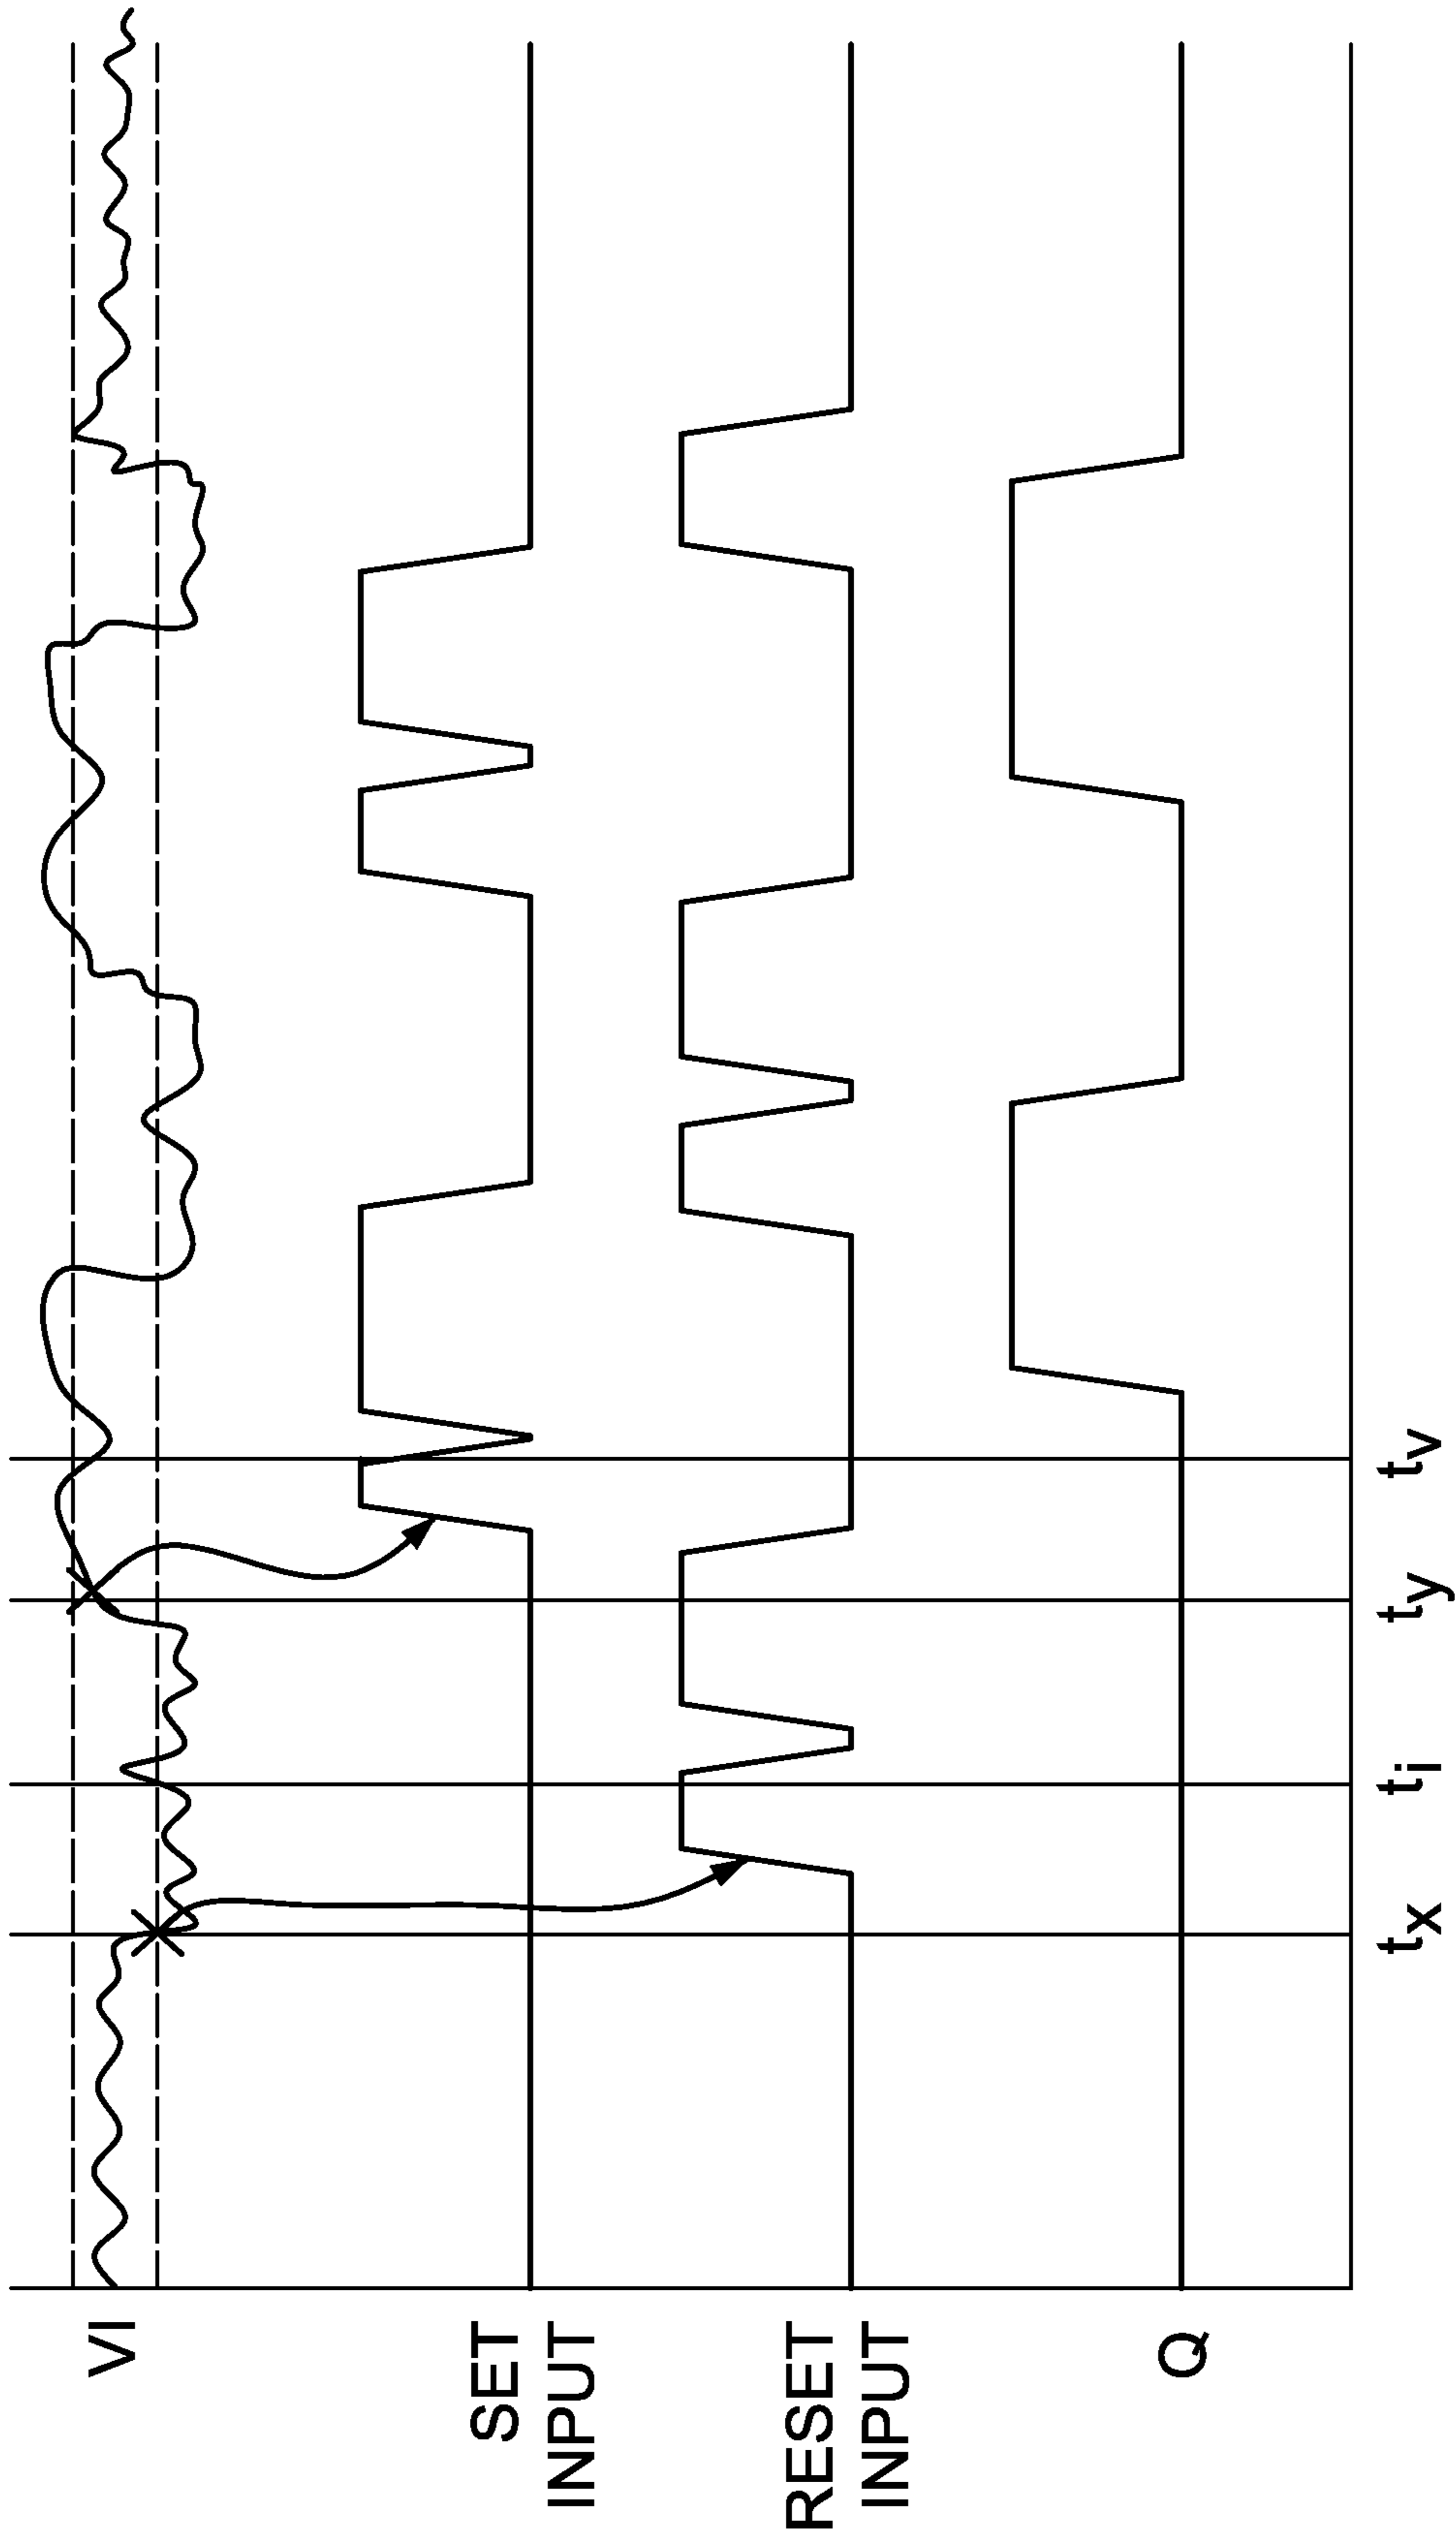 VI
SET
INPUT
RESET
INPUT
Q
tx
ti
ty
tv